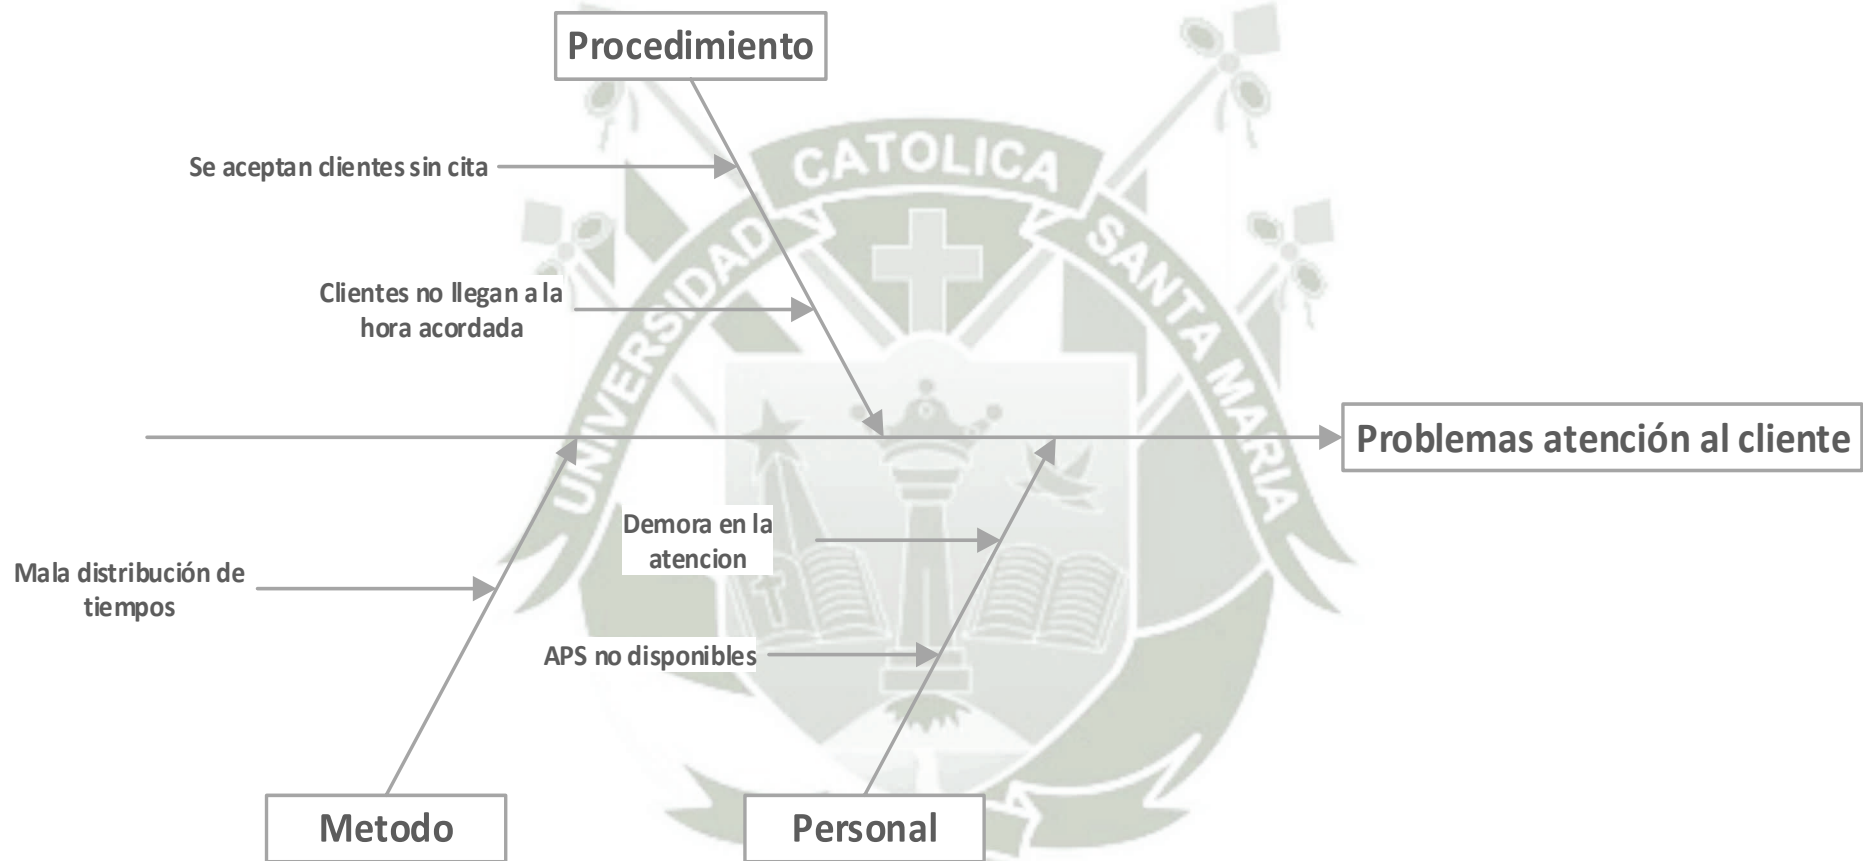 Procedimiento
Se aceptan clientes sin cita
CATOLICA
UNIVERSIDAD
SANTA MARIA
Clientes no llegan a la
hora acordada
Problemas atención al cliente
Demora en la
atencion
Mala distribución de
tiempos
APS no disponibles
Metodo
Personal